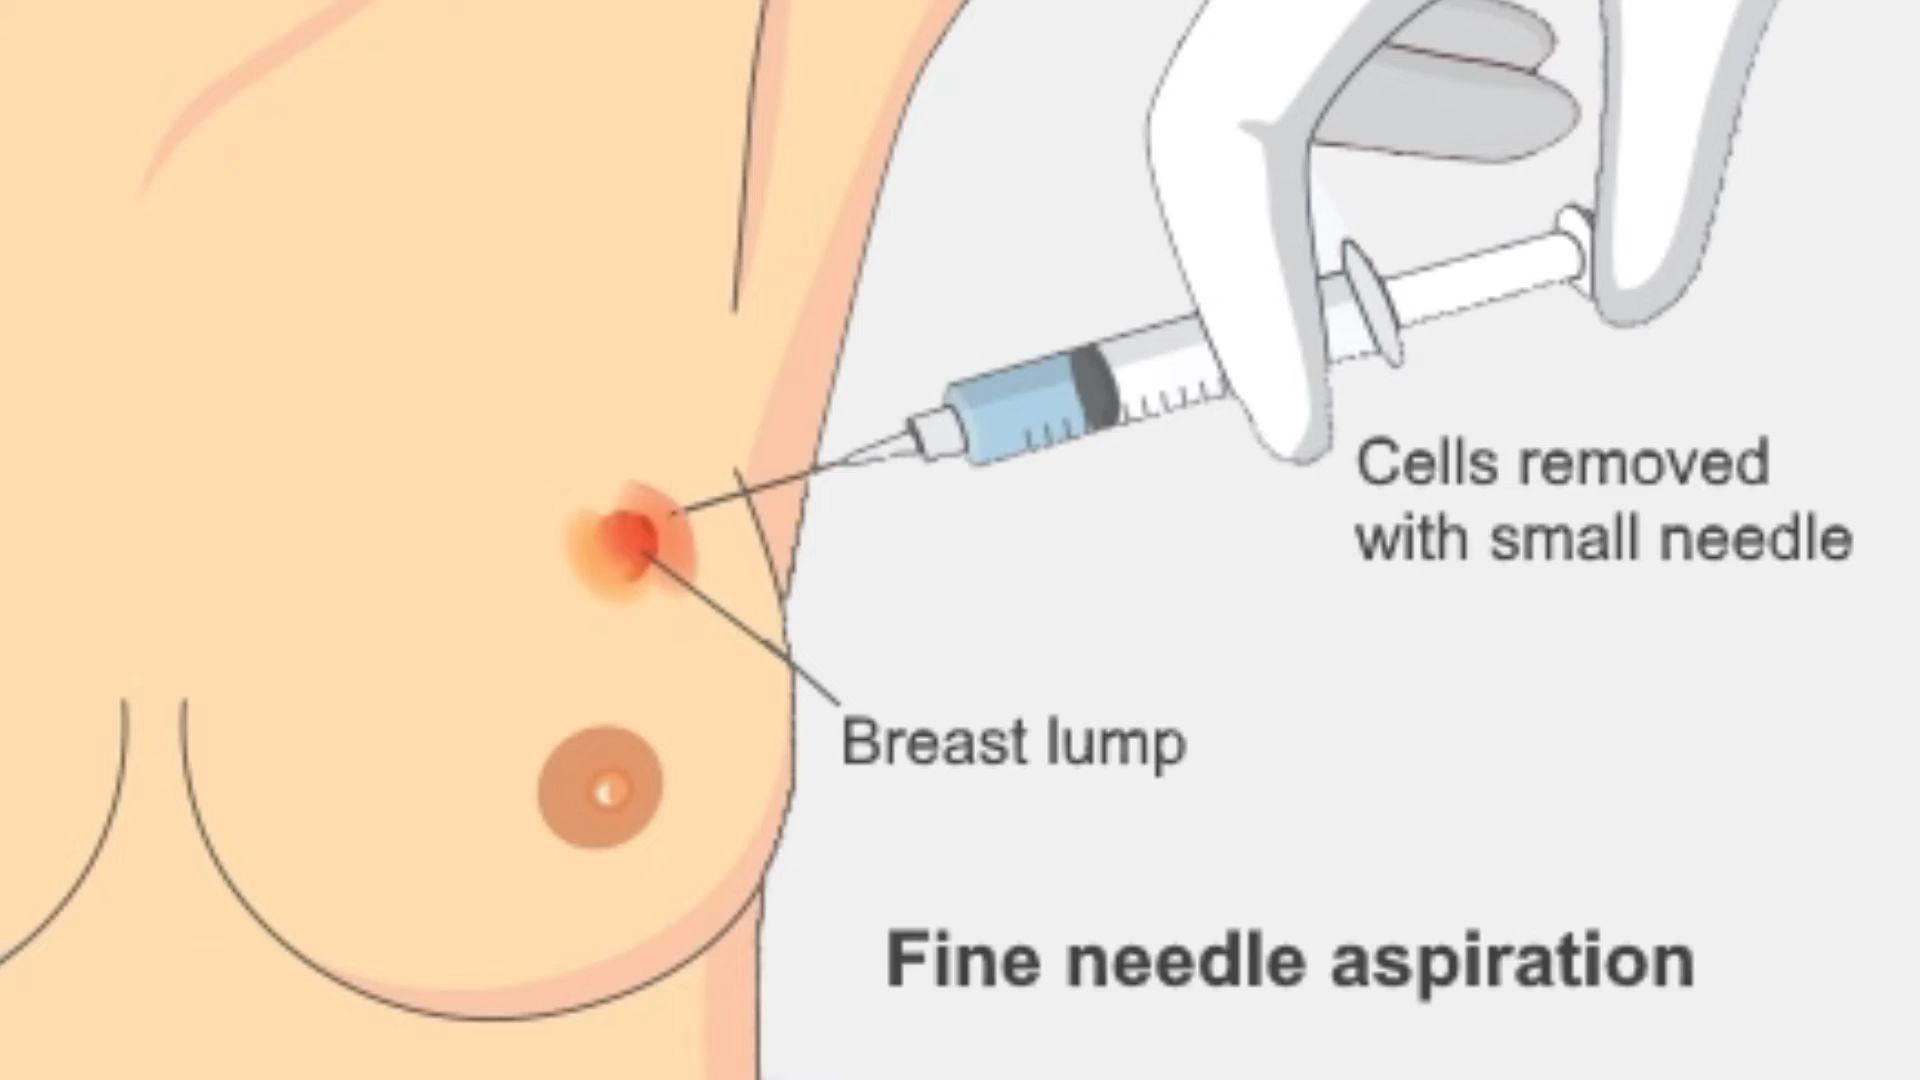 Cells removed
with small needle
Breast lump
Fine needle aspiration